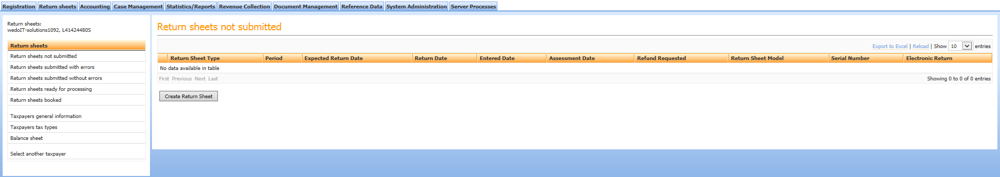 Registration Return sheets Accounting Case Management Statistics/Reports Revenue Collection Document Management Reference Data System Administration Server Processes
Return sheets:
wedoIT-solutions1092, L41424480S
Return sheets
Return sheets not submitted
Return sheets submitted with errors
Return sheets submitted without errors
Return sheets ready for processing
Return sheets booked
Taxpayers general information
Taxpayers tax types
Balance sheet
Select another taxpayer
Return sheets not submitted
Export to Excel | Reload | Show 10 entries
Return Sheet Type Period Expected Return Date Return Date Entered Date Assessment Date Refund Requested Return Sheet Model Serial Number Electronic Return
No data available in table
First Previous Next Last Showing 0 to 0 of 0 entries
Create Return Sheet